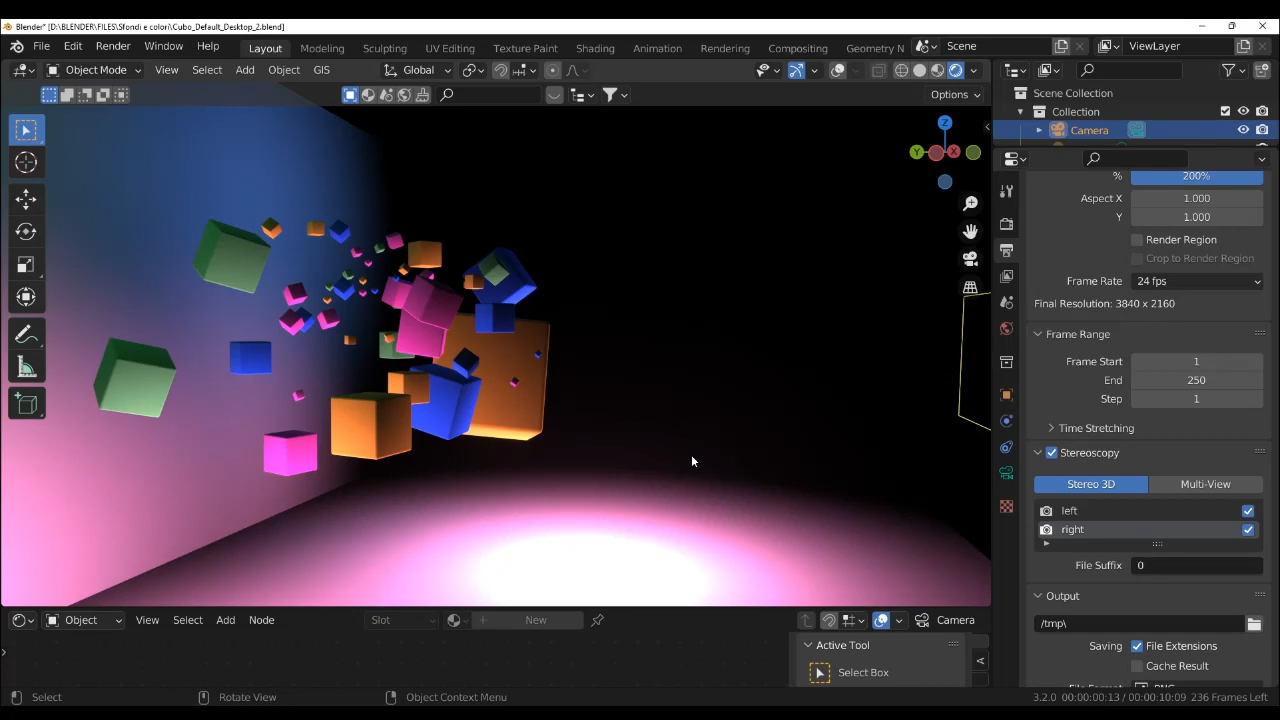 Blender* [D:\BLENDER\FILES\Sfondi e colori\Cubo_Default_Desktop_2.blend]
File Edit Render Window Help Layout Modeling Sculpting UV Editing Texture Paint Shading Animation Rendering Compositing Geometry N Scene ViewLayer
Object Mode View Select Add Object GIS Global
Options
Scene Collection
Collection
Camera
Z
Y X
% 200%
Aspect X 1.000
Y 1.000
Render Region
Crop to Render Region
Frame Rate 24 fps
Final Resolution: 3840 x 2160
Frame Range
Frame Start 1
End 250
Step 1
Time Stretching
Stereoscopy
Stereo 3D Multi-View
left
right
File Suffix 0
Output
/tmp\
Saving File Extensions
Cache Result
Object View Select Add Node Slot New Camera
Active Tool
Select Box
Select Rotate View Object Context Menu 3.2.0 00:00:00:13 / 00:00:10:09 236 Frames Left